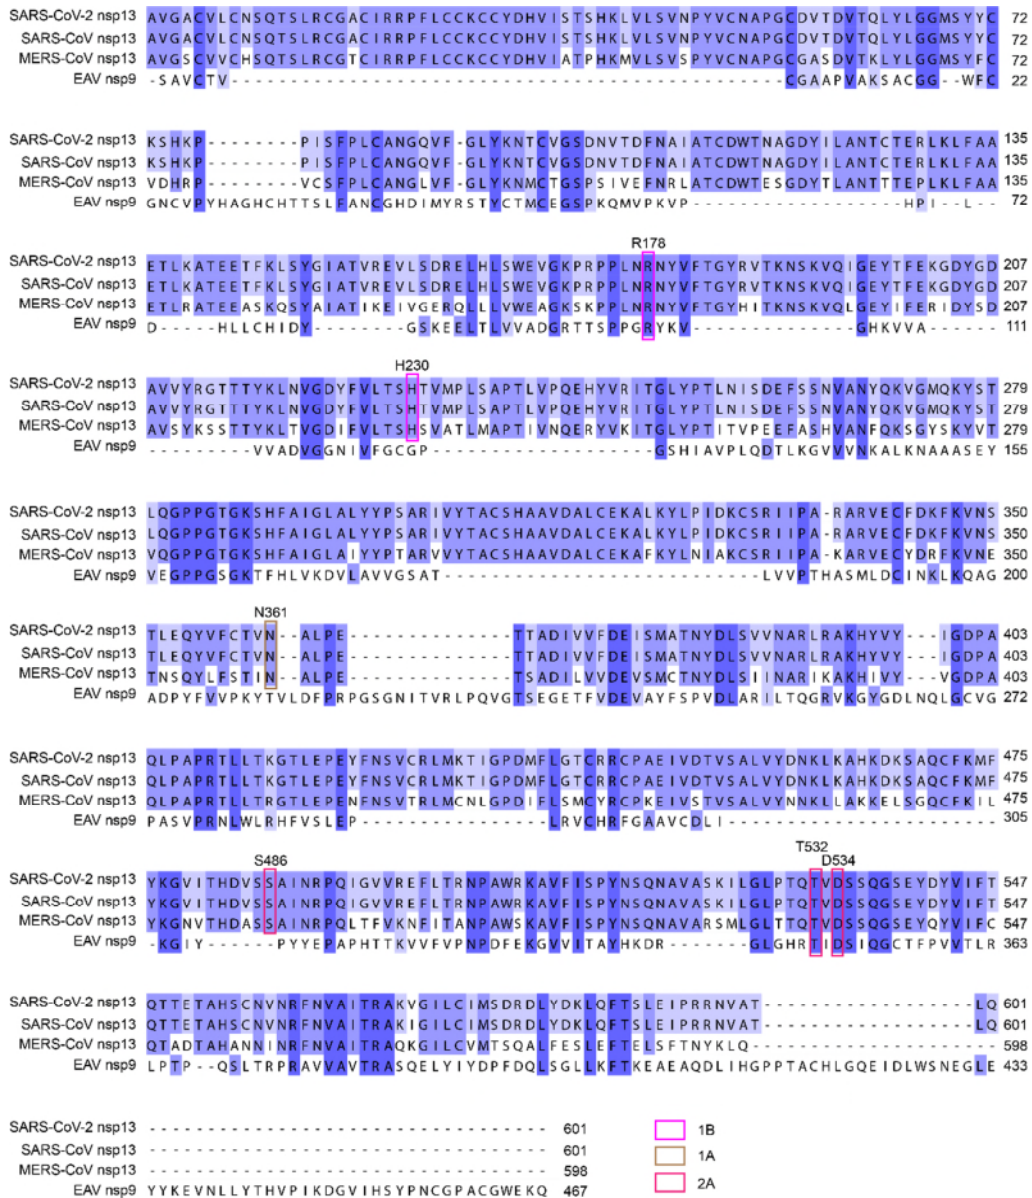 SARS-CoV-2 nsp13 AVGACVLCNSQTSLRCGACIRRPFLCCKCCYDHVISTSHKLVLSVNPYVCNAPGCDVTDVTQLYLGGMSYYC 72
SARS-CoV nsp13 AVGACVLCNSQTSLRCGACIRRPFLCCKCCYDHVISTSHKLVLSVNPYVCNAPGCDVTDVTQLYLGGMSYYC 72
MERS-CoV nsp13 AVGSCVVCHSQTSLRCGTCIRRPFLCCKCCYDHVIATPHKMVLSVSPYVCNAPGCGASDVTKLYLGGMSYFC 72
EAV nsp9 -SAVCTV-----------------------------------------------CGAAPVAKSACGG--WFC 22
SARS-CoV-2 nsp13 KSHKP--------PISFPLCANGQVF-GLYKNTCVGSDNVTDFNAIATCDWTNAGDYILANTCTERLKLFAA 135
SARS-CoV nsp13 KSHKP--------PISFPLCANGQVF-GLYKNTCVGSDNVTDFNAIATCDWTNAGDYILANTCTERLKLFAA 135
MERS-CoV nsp13 VDHRP--------VCSFPLCANGLVF-GLYKNMCTGSPSIVEFNRLATCDWTESGDYTLANTTTEPLKLFAA 135
EAV nsp9 GNCVPYHAGHCHTTSLFANCGHDIMYRSTYCTMCEGSPKQMVPKVP------------------HPI--L-- 72
R178
SARS-CoV-2 nsp13 ETLKATEETFKLSYGIATVREVLSDRELHLSWEVGKPRPPLNRNYVFTGYRVTKNSKVQIGEYTFEKGDYGD 207
SARS-CoV nsp13 ETLKATEETFKLSYGIATVREVLSDRELHLSWEVGKPRPPLNRNYVFTGYRVTKNSKVQIGEYTFEKGDYGD 207
MERS-CoV nsp13 ETLRATEEASKQSYAIATIKEIVGERQLLLVWEAGKSKPPLNRNYVFTGYHITKNSKVQLGEYIFERIDYSD 207
EAV nsp9 D-----HLLCHIDY---------GSKEELTLVVADGRTTSPPGRYKV-------------GHKVVA------ 111
H230
SARS-CoV-2 nsp13 AVVYRGTTTYKLNVGDYFVLTSHTVMPLSAPTLVPQEHYVRITGLYPTLNISDEFSSNVANYQKVGMQKYST 279
SARS-CoV nsp13 AVVYRGTTTYKLNVGDYFVLTSHTVMPLSAPTLVPQEHYVRITGLYPTLNISDEFSSNVANYQKVGMQKYST 279
MERS-CoV nsp13 AVSYKSSTTYKLTVGDIFVLTSHSVATLMAPTIVNQERYVKITGLYPTITVPEEFASHVANFQKSGYSKYVT 279
EAV nsp9 ---------VVADVGGNIVFGCGP--------------------GSHIAVPLQDTLKGVVVNKALKNAAASEY 155
SARS-CoV-2 nsp13 LQGPPGTGKSHFAIGLALYYPSARIVYTACSHAAVDALCEKALKYLPIDKCSRIIPA-RARVECFDKFKVNS 350
SARS-CoV nsp13 LQGPPGTGKSHFAIGLALYYPSARIVYTACSHAAVDALCEKALKYLPIDKCSRIIPA-RARVECFDKFKVNS 350
MERS-CoV nsp13 VQGPPGTGKSHFAIGLAIYYPTARVVYTACSHAAVDALCEKAFKYLNIAKCSRIIPA-KARVECYDRFKVNE 350
EAV nsp9 VEGPPGSGKTFHLVKDVLAVVGSAT---------------------------LVVPTHASMLDCINKLKQAG 200
N361
SARS-CoV-2 nsp13 TLEQYVFCTVN--ALPE--------------TTADIVVFDEISMATNYDLSVVNARLRAKHYVY---IGDPA 403
SARS-CoV nsp13 TLEQYVFCTVN--ALPE--------------TTADIVVFDEISMATNYDLSVVNARLRAKHYVY---IGDPA 403
MERS-CoV nsp13 TNSQYLFSTIN--ALPE--------------TSADILVVDEVSMCTNYDLSIINARIKAKHIVY---VGDPA 403
EAV nsp9 ADPYFVVPKYTVLDFPRPGSGNITVRLPQVGTSEGETFVDEVAYFSPVDLARILTQGRVKGYGDLNQLGCVG 272
SARS-CoV-2 nsp13 QLPAPRTLLTKGTLEPEYFNSVCRLMKTIGPDMFLGTCRRCPAEIVDTVSALVYDNKLKAHKDKSAQCFKMF 475
SARS-CoV nsp13 QLPAPRTLLTKGTLEPEYFNSVCRLMKTIGPDMFLGTCRRCPAEIVDTVSALVYDNKLKAHKDKSAQCFKMF 475
MERS-CoV nsp13 QLPAPRTLLTRGTLEPENFNSVTRLMCNLGPDIFLSMCYRCPKEIVSTVSALVYNNKLLAKKELSGQCFKIL 475
EAV nsp9 PASVPRNLWLRHFVSLEP----------------LRVCHRFGAAVCDLI----------------------- 305
S486
T532
D534
SARS-CoV-2 nsp13 YKGVITHDVSSAINRPQIGVVREFLTRNPAWRKAVFISPYNSQNAVASKILGLPTQTVDSSQGSEYDYVIFT 547
SARS-CoV nsp13 YKGVITHDVSSAINRPQIGVVREFLTRNPAWRKAVFISPYNSQNAVASKILGLPTQTVDSSQGSEYDYVIFT 547
MERS-CoV nsp13 YKGNVTHDASSAINRPQLTFVKNFITANPAWSKAVFISPYNSQNAVARSMLGLTTQTVDSSQGSEYQYVIFC 547
EAV nsp9 -KGIY------PYYEPAPHTTKVVFVPNPDFEKGVVITAYHKDR-------GLGHRTIDSIQGCTFPVVTLR 363
SARS-CoV-2 nsp13 QTTETAHSCNVNRFNVAITRAKVGILCIMSDRDLYDKLQFTSLEIPRRNVAT------------------LQ 601
SARS-CoV nsp13 QTTETAHSCNVNRFNVAITRAKIGILCIMSDRDLYDKLQFTSLEIPRRNVAT------------------LQ 601
MERS-CoV nsp13 QTADTAHANNINRFNVAITRAQKGILCVMTSQALFESLEFTELSFTNYKLQ--------------------- 598
EAV nsp9 LPTP--QSLTRPRAVVAVTRASQELYIYDPFDQLSGLLKFTKEAEAQDLIHGPPTACHLGQEIDLWSNEGLE 433
SARS-CoV-2 nsp13 ---------------------------------- 601
SARS-CoV nsp13 ---------------------------------- 601
MERS-CoV nsp13 ---------------------------------- 598
EAV nsp9 YYKEVNLLYTHVPIKDGVIHSYPNCGPACGWEKQ 467
1B
1A
2A